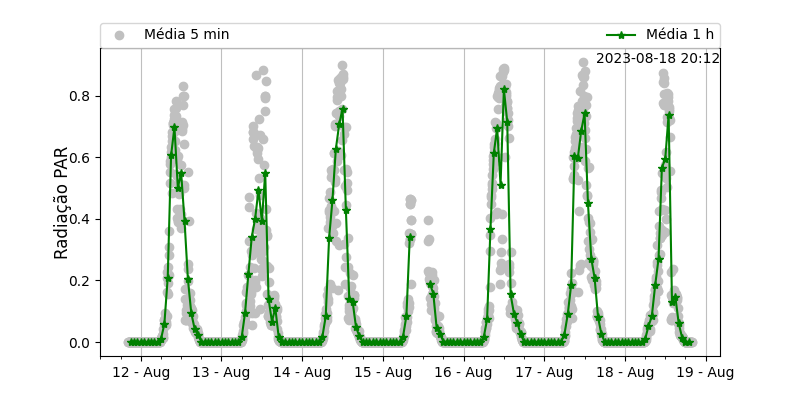 Média 5 min
Média 1 h
2023-08-18 20:12
Radiação PAR
0.8
0.6
0.4
0.2
0.0
12 - Aug
13 - Aug
14 - Aug
15 - Aug
16 - Aug
17 - Aug
18 - Aug
19 - Aug